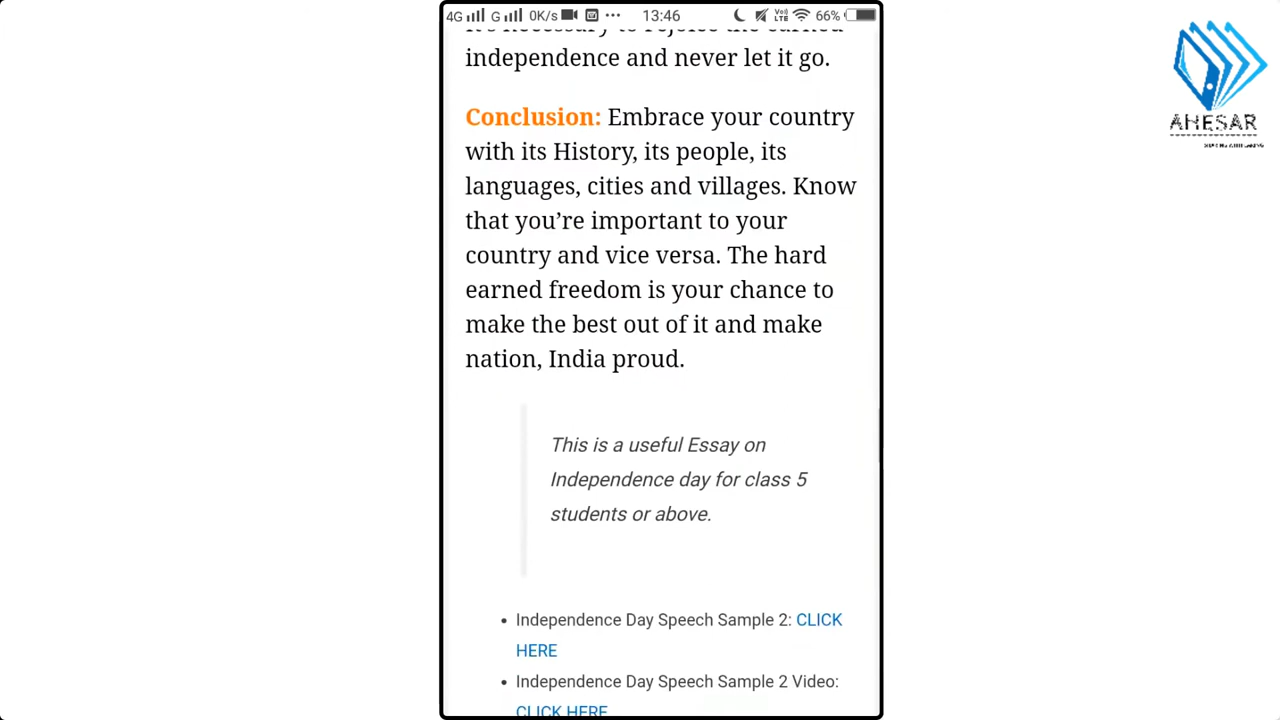 4G G 0K/s ... 13:46 VoD LTE 66%
independence and never let it go.
Conclusion: Embrace your country
with its History, its people, its
languages, cities and villages. Know
that you’re important to your
country and vice versa. The hard
earned freedom is your chance to
make the best out of it and make
nation, India proud.
This is a useful Essay on
Independence day for class 5
students or above.
• Independence Day Speech Sample 2: CLICK
HERE
• Independence Day Speech Sample 2 Video:
CLICK HERE
AHESAR